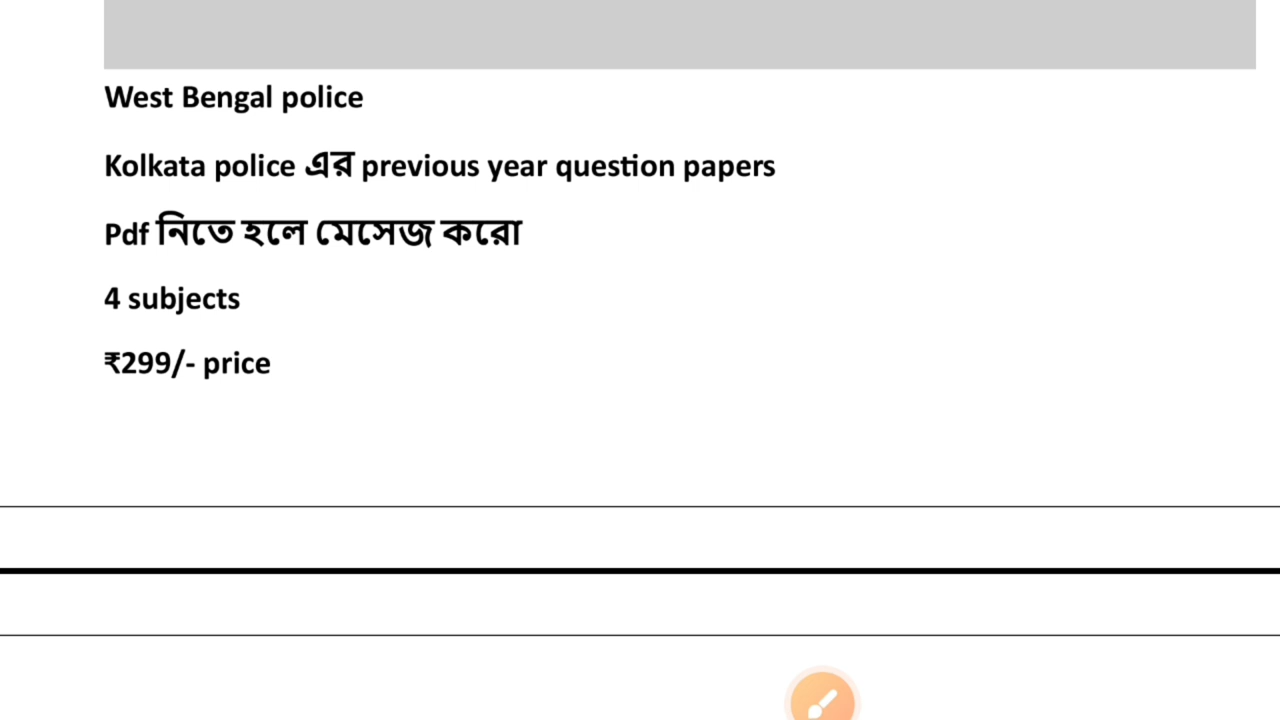 West Bengal police
Kolkata police এর previous year question papers
Pdf নিতে হলে মেসেজ করো
4 subjects
₹299/- price